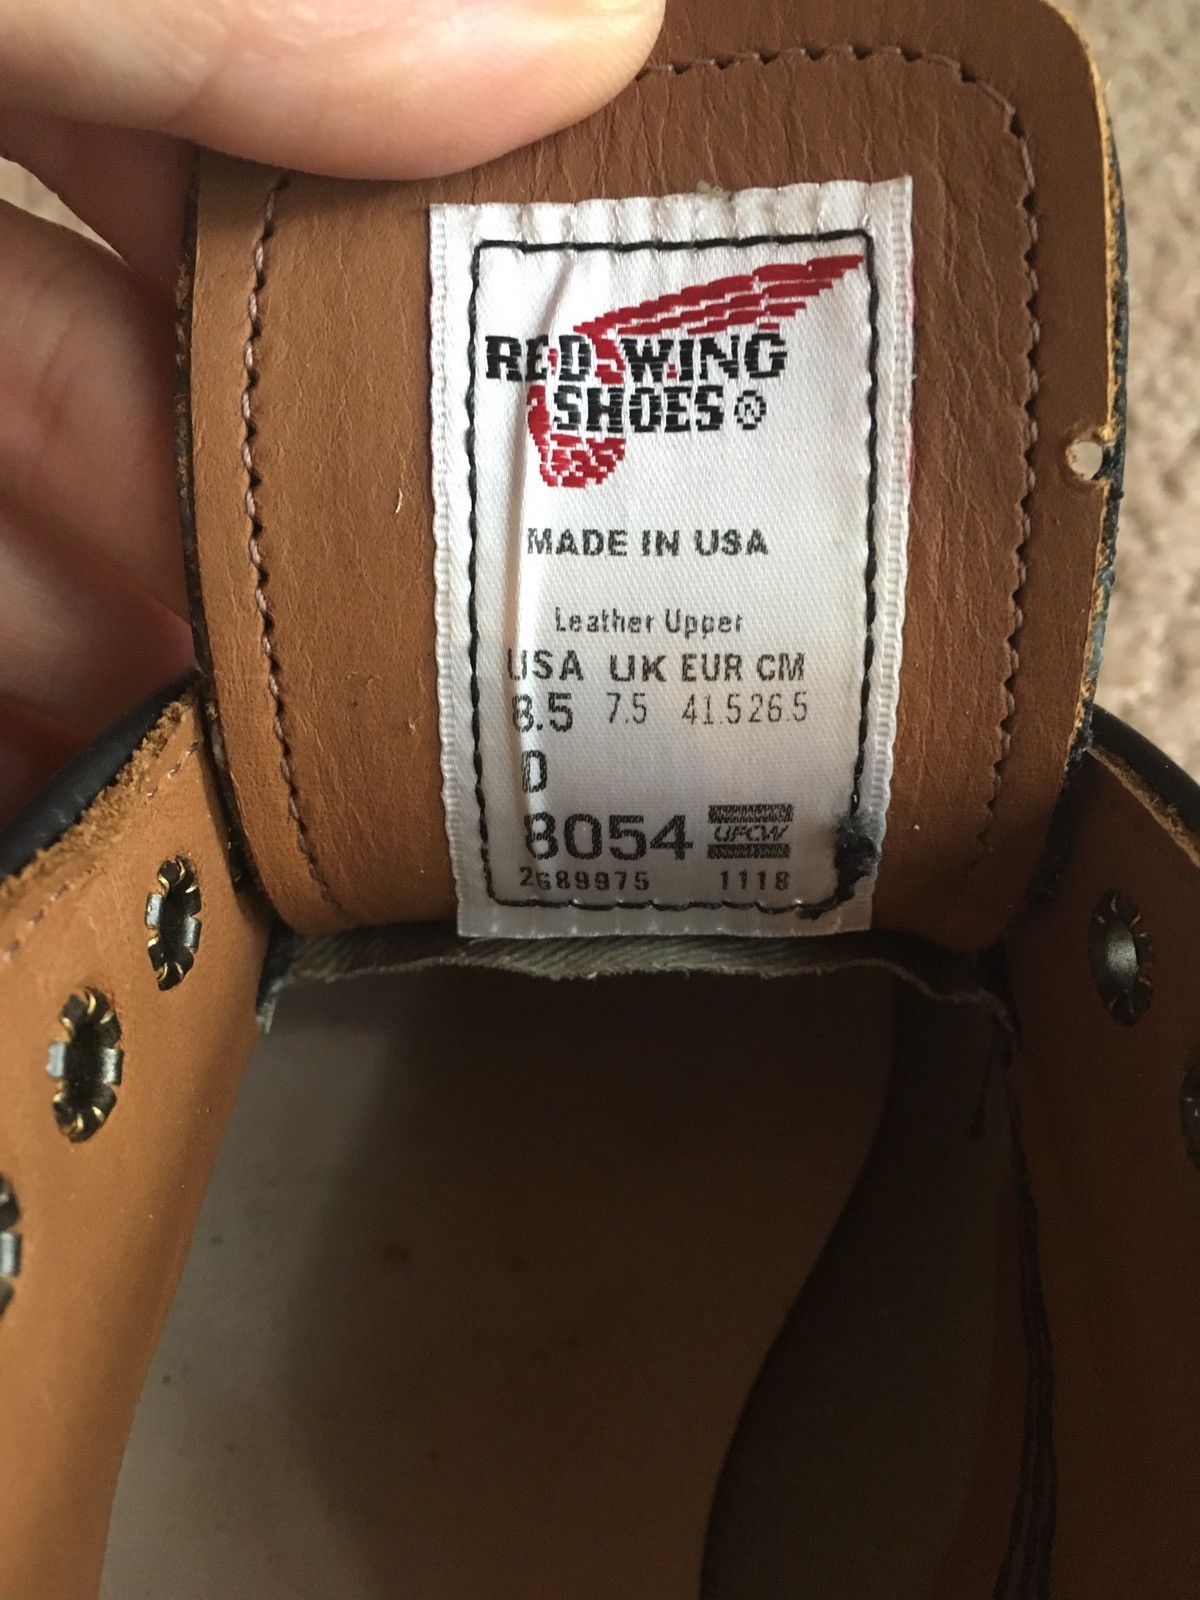 RED WING
SHOES ®
MADE IN USA
Leather Upper
USA UK EUR CM
8.5 7.5 41.5 26.5
D
8054 UFCW
2689975 1118